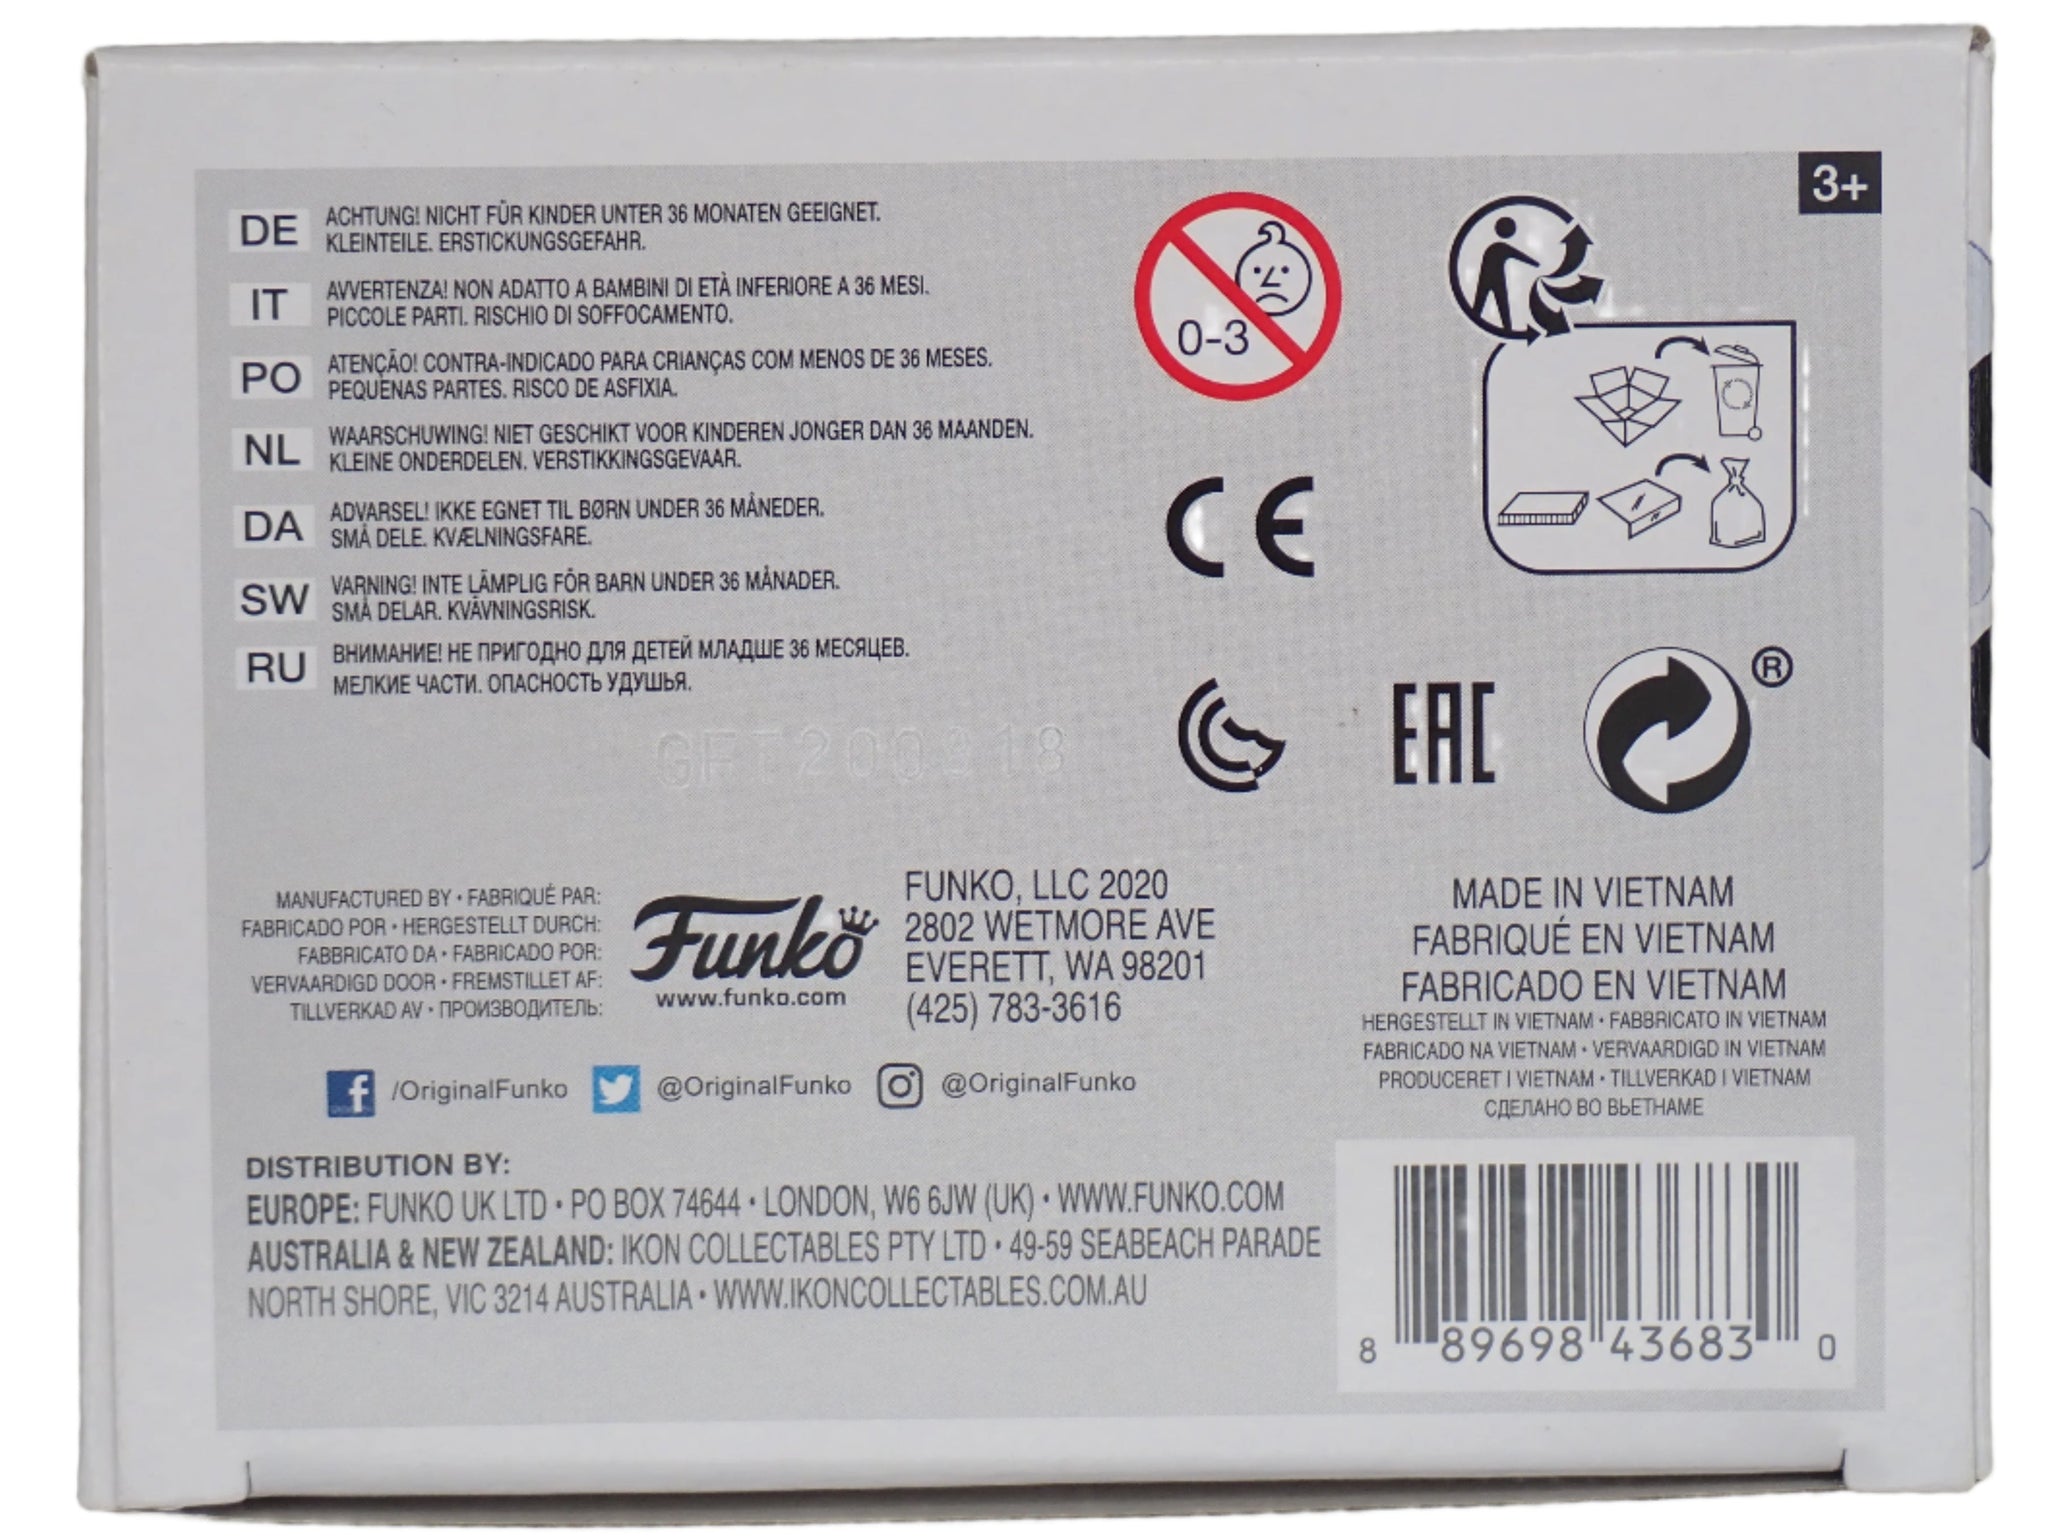 3+
DE ACHTUNG! NICHT FÜR KINDER UNTER 36 MONATEN GEEIGNET.
KLEINTEILE. ERSTICKUNGSGEFAHR.
IT AVVERTENZA! NON ADATTO A BAMBINI DI ETÀ INFERIORE A 36 MESI.
PICCOLE PARTI. RISCHIO DI SOFFOCAMENTO.
PO ATENÇÃO! CONTRA-INDICADO PARA CRIANÇAS COM MENOS DE 36 MESES.
PEQUENAS PARTES. RISCO DE ASFIXIA.
NL WAARSCHUWING! NIET GESCHIKT VOOR KINDEREN JONGER DAN 36 MAANDEN.
KLEINE ONDERDELEN. VERSTIKKINGSGEVAAR.
DA ADVARSEL! IKKE EGNET TIL BØRN UNDER 36 MÅNEDER.
SMÅ DELE. KVÆLNINGSFARE.
SW VARNING! INTE LÄMPLIG FÖR BARN UNDER 36 MÅNADER.
SMÅ DELAR. KVÄVNINGSRISK.
RU ВНИМАНИЕ! НЕ ПРИГОДНО ДЛЯ ДЕТЕЙ МЛАДШЕ 36 МЕСЯЦЕВ.
МЕЛКИЕ ЧАСТИ. ОПАСНОСТЬ УДУШЬЯ.
0-3
CE
EAC
®
MANUFACTURED BY • FABRIQUÉ PAR:
FABRICADO POR • HERGESTELLT DURCH:
FABBRICATO DA • FABRICADO POR:
VERVAARDIGD DOOR • FREMSTILLET AF:
TILLVERKAD AV • ПРОИЗВОДИТЕЛЬ:
Funko
www.funko.com
FUNKO, LLC 2020
2802 WETMORE AVE
EVERETT, WA 98201
(425) 783-3616
MADE IN VIETNAM
FABRIQUÉ EN VIETNAM
FABRICADO EN VIETNAM
HERGESTELLT IN VIETNAM • FABBRICATO IN VIETNAM
FABRICADO NA VIETNAM • VERVAARDIGD IN VIETNAM
PRODUCERET I VIETNAM • TILLVERKAD I VIETNAM
СДЕЛАНО ВО ВЬЕТНАМЕ
/OriginalFunko @OriginalFunko @OriginalFunko
DISTRIBUTION BY:
EUROPE: FUNKO UK LTD • PO BOX 74644 • LONDON, W6 6JW (UK) • WWW.FUNKO.COM
AUSTRALIA & NEW ZEALAND: IKON COLLECTABLES PTY LTD • 49-59 SEABEACH PARADE
NORTH SHORE, VIC 3214 AUSTRALIA • WWW.IKONCOLLECTABLES.COM.AU
8 89698 43683 0